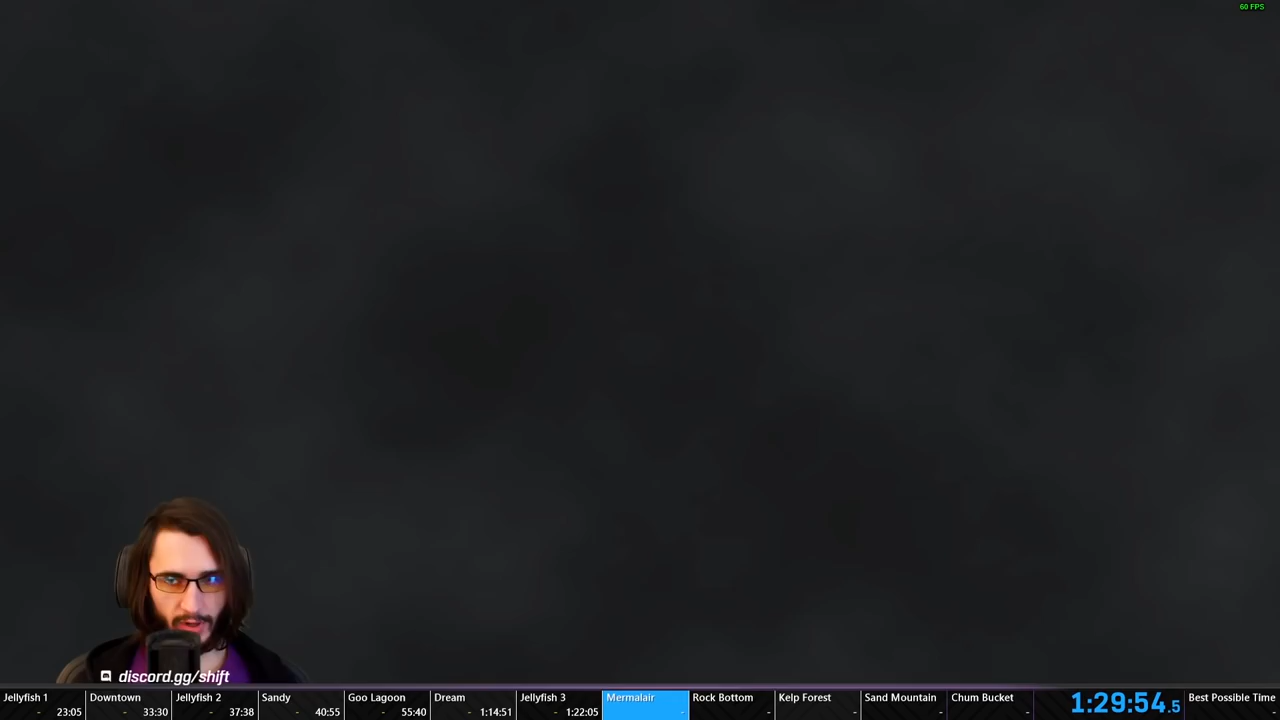 60 FPS
discord.gg/shift
Jellyfish 1 Downtown Jellyfish 2 Sandy Goo Lagoon Dream Jellyfish 3 Mermalair Rock Bottom Kelp Forest Sand Mountain Chum Bucket 1:29:54.5 Best Possible Time
- 23:05 - 33:30 - 37:38 - 40:55 - 55:40 - 1:14:51 - 1:22:05 - - - - - -